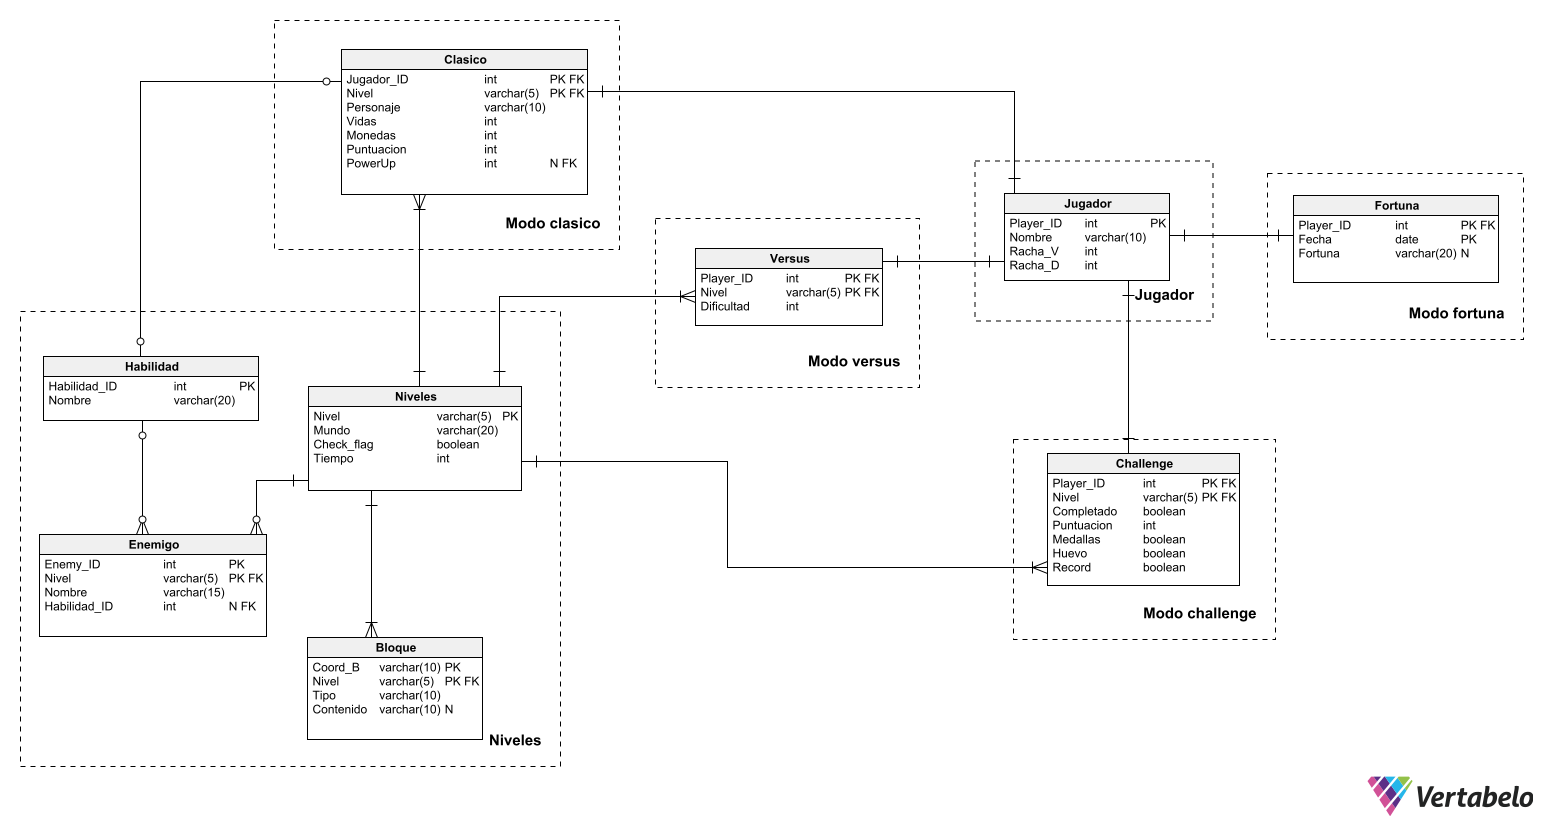 Clasico
Jugador_ID int PK FK
Nivel varchar(5) PK FK
Personaje varchar(10)
Vidas int
Monedas int
Puntuacion int
PowerUp int N FK
Modo clasico
Jugador
Player_ID int PK
Nombre varchar(10)
Racha_V int
Racha_D int
Jugador
Fortuna
Player_ID int PK FK
Fecha date PK
Fortuna varchar(20) N
Modo fortuna
Versus
Player_ID int PK FK
Nivel varchar(5) PK FK
Dificultad int
Modo versus
Habilidad
Habilidad_ID int PK
Nombre varchar(20)
Niveles
Nivel varchar(5) PK
Mundo varchar(20)
Check_flag boolean
Tiempo int
Challenge
Player_ID int PK FK
Nivel varchar(5) PK FK
Completado boolean
Puntuacion int
Medallas boolean
Huevo boolean
Record boolean
Modo challenge
Enemigo
Enemy_ID int PK
Nivel varchar(5) PK FK
Nombre varchar(15)
Habilidad_ID int N FK
Bloque
Coord_B varchar(10) PK
Nivel varchar(5) PK FK
Tipo varchar(10)
Contenido varchar(10) N
Niveles
Vertabelo